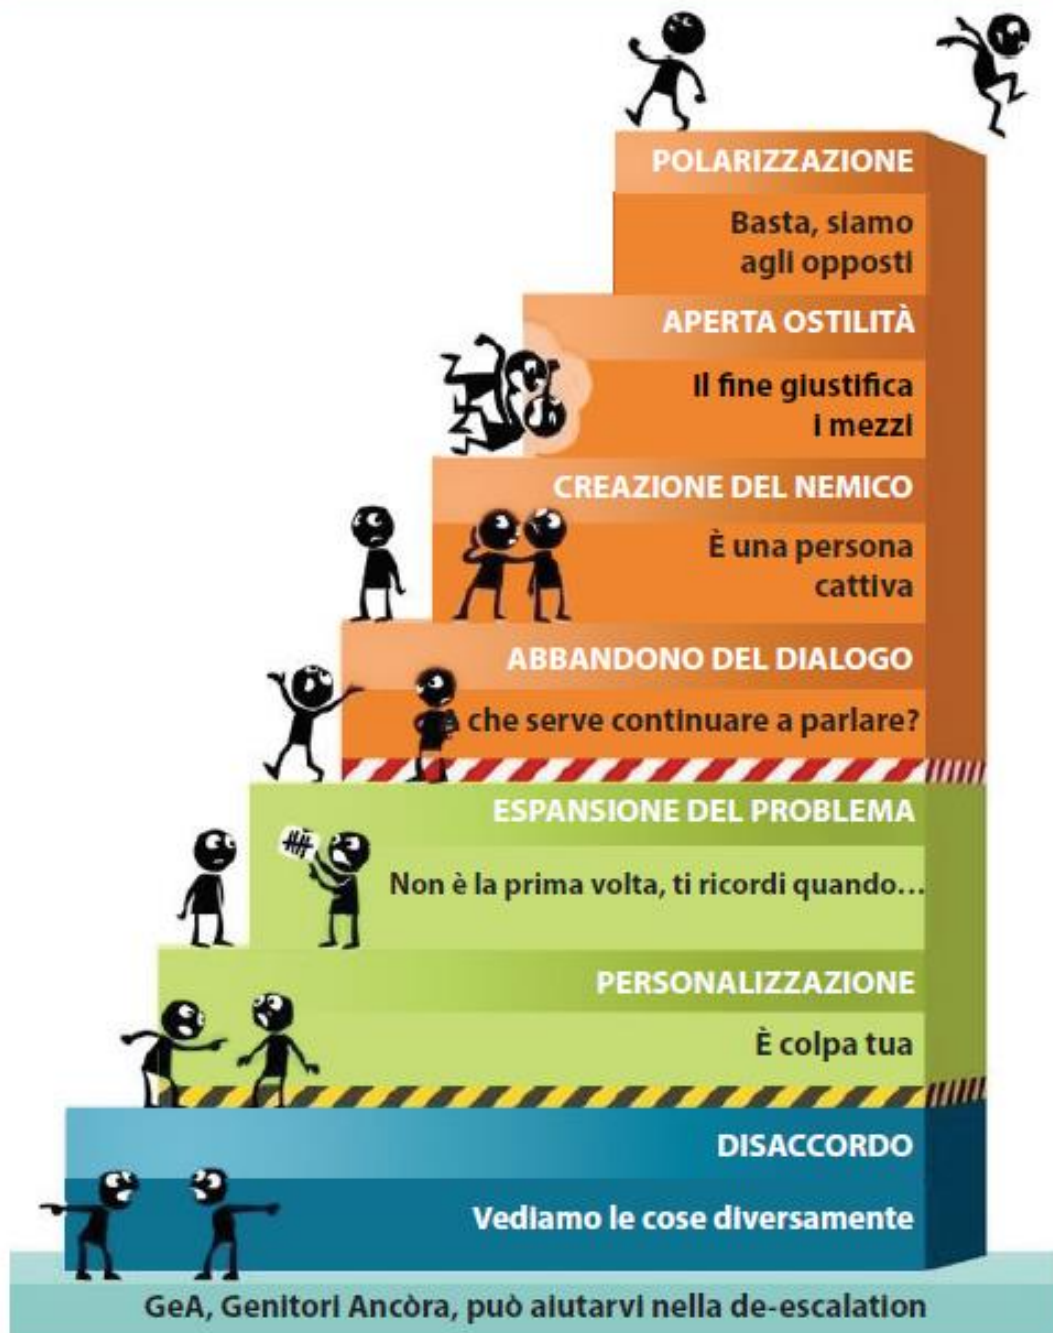 POLARIZZAZIONE
Basta, siamo
agli opposti
APERTA OSTILITÀ
Il fine giustifica
i mezzi
CREAZIONE DEL NEMICO
È una persona
cattiva
ABBANDONO DEL DIALOGO
A che serve continuare a parlare?
ESPANSIONE DEL PROBLEMA
Non è la prima volta, ti ricordi quando…
PERSONALIZZAZIONE
È colpa tua
DISACCORDO
Vediamo le cose diversamente
GeA, Genitori Ancòra, può aiutarvi nella de-escalation